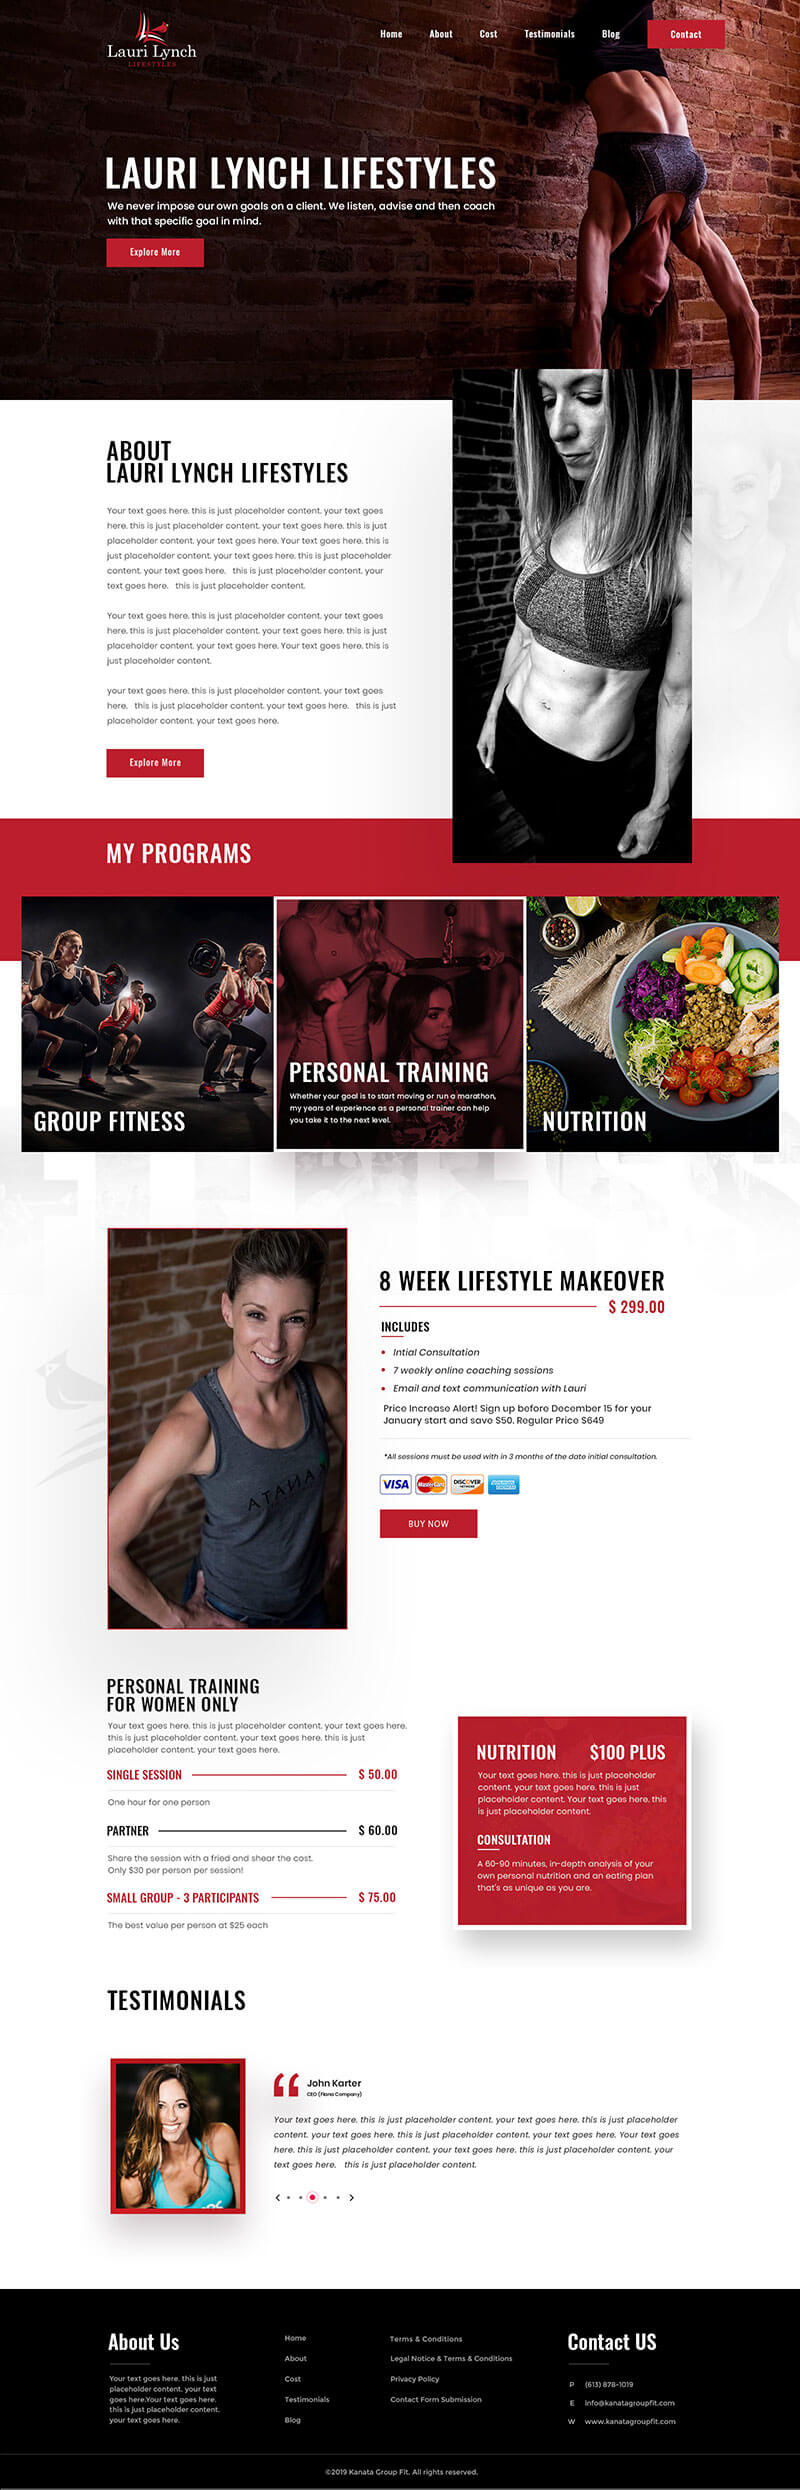 Lauri Lynch
LIFESTYLES
Home About Cost Testimonials Blog Contact
LAURI LYNCH LIFESTYLES
We never impose our own goals on a client. We listen, advise and then coach
with that specific goal in mind.
Explore More
ABOUT
LAURI LYNCH LIFESTYLES
Your text goes here. this is just placeholder content. your text goes
here. this is just placeholder content. your text goes here. this is just
placeholder content. your text goes here. Your text goes here. this is
just placeholder content. your text goes here. this is just placeholder
content. your text goes here. this is just placeholder content. your
text goes here. this is just placeholder content.
Your text goes here. this is just placeholder content. your text goes
here. this is just placeholder content. your text goes here. this is just
placeholder content. your text goes here. Your text goes here. this is
just placeholder content.
your text goes here. this is just placeholder content. your text goes
here. this is just placeholder content. your text goes here. this is just
placeholder content. your text goes here.
Explore More
MY PROGRAMS
GROUP FITNESS
PERSONAL TRAINING
Whether your goal is to start moving or run a marathon,
my years of experience as a personal trainer can help
you take it to the next level.
NUTRITION
8 WEEK LIFESTYLE MAKEOVER
$ 299.00
INCLUDES
Intial Consultation
7 weekly online coaching sessions
Email and text communication with Lauri
Price Increase Alert! Sign up before December 15 for your
January start and save $50. Regular Price $649
*All sessions must be used with in 3 months of the date initial consultation.
VISA MasterCard DISCOVER NETWORK AMERICAN EXPRESS
BUY NOW
PERSONAL TRAINING
FOR WOMEN ONLY
Your text goes here. this is just placeholder content. your text goes here.
this is just placeholder content. your text goes here. this is just
placeholder content. your text goes here.
SINGLE SESSION $ 50.00
One hour for one person
PARTNER $ 60.00
Share the session with a fried and shear the cost.
Only $30 per person per session!
SMALL GROUP - 3 PARTICIPANTS $ 75.00
The best value per person at $25 each
NUTRITION $100 PLUS
Your text goes here. this is just placeholder
content. your text goes here. this is just
placeholder content. Your text goes here. this
is just placeholder content.
CONSULTATION
A 60-90 minutes, in-depth analysis of your
own personal nutrition and an eating plan
that's as unique as you are.
TESTIMONIALS
John Karter
CEO (Fiona Company)
Your text goes here. this is just placeholder content. your text goes here. this is just placeholder
content. your text goes here. this is just placeholder content. your text goes here. Your text goes
here. this is just placeholder content. your text goes here. this is just placeholder content. your
text goes here. this is just placeholder content.
About Us
Your text goes here. this is just
placeholder content. your text
goes here.Your text goes here.
this is just placeholder content.
your text goes here.
Home
About
Cost
Testimonials
Blog
Terms & Conditions
Legal Notice & Terms & Conditions
Privacy Policy
Contact Form Submission
Contact US
P (613) 878-1019
E info@kanatagroupfit.com
W www.kanatagroupfit.com
©2019 Kanata Group Fit. All rights reserved.